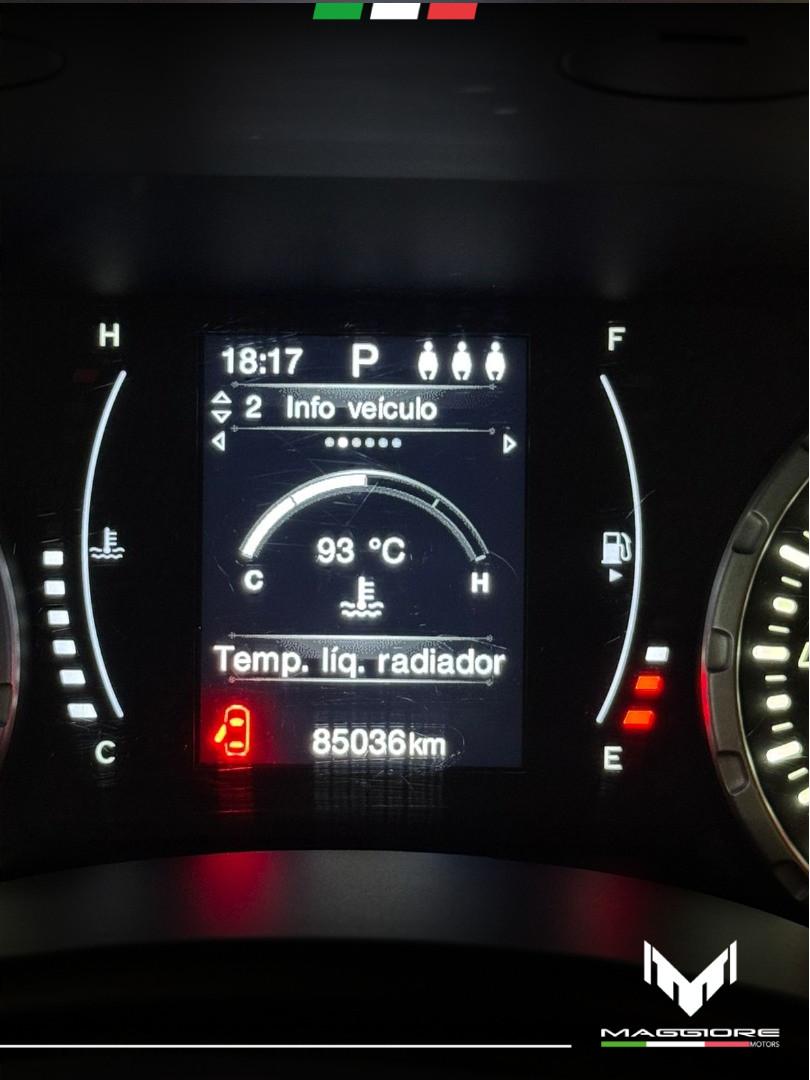 H
F
18:17 P
2 Info veículo
93 °C
C H
Temp. líq. radiador
85036km
C
E
MAGGIORE
MOTORS